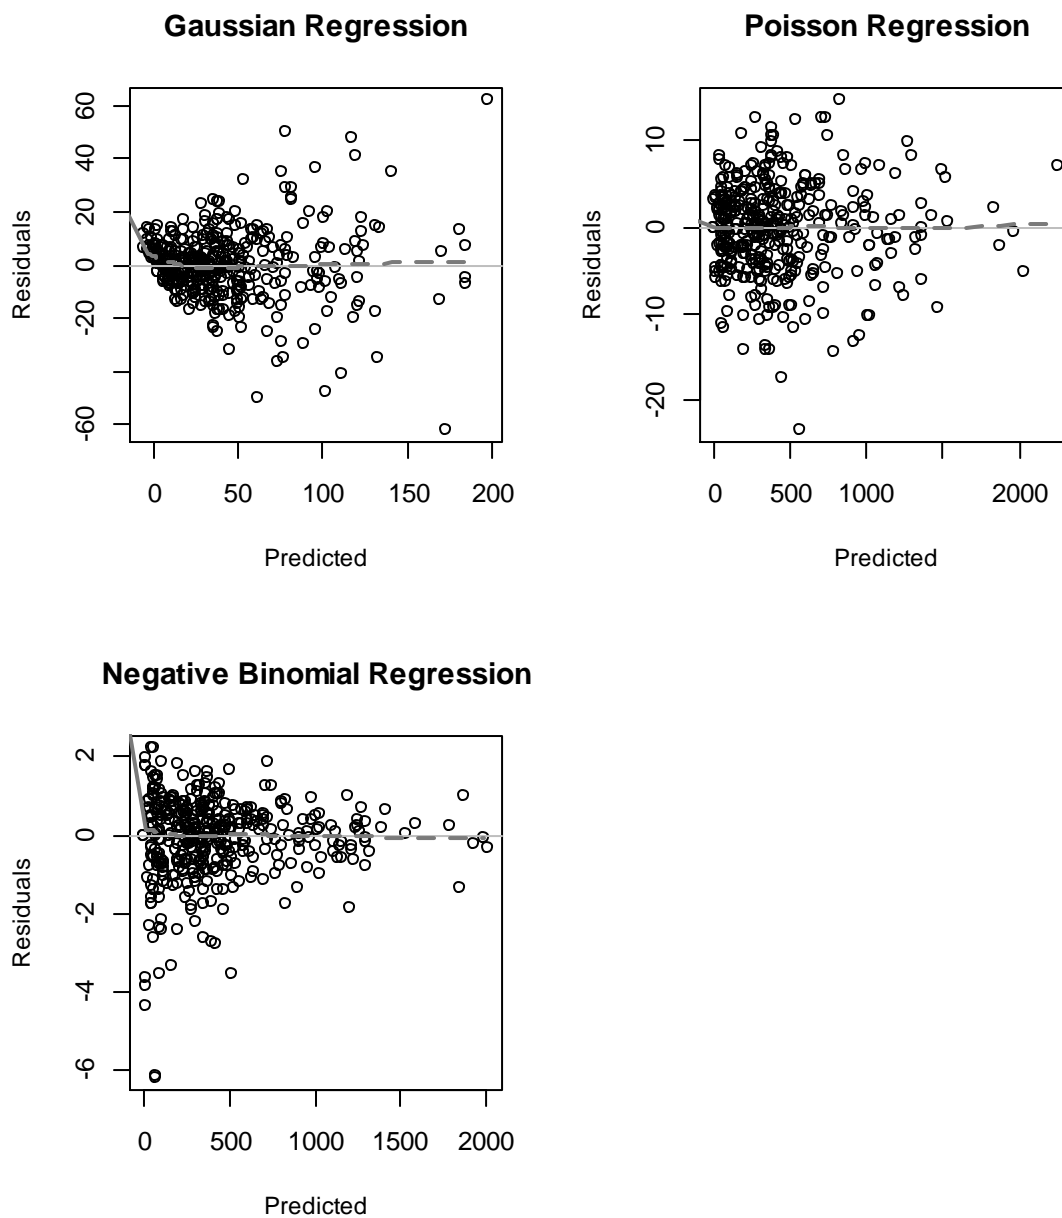 Gaussian Regression
Residuals
60
40
20
0
-20
-60
0 50 100 150 200
Predicted
Poisson Regression
Residuals
10
0
-10
-20
0 500 1000 2000
Predicted
Negative Binomial Regression
Residuals
2
0
-2
-4
-6
0 500 1000 1500 2000
Predicted